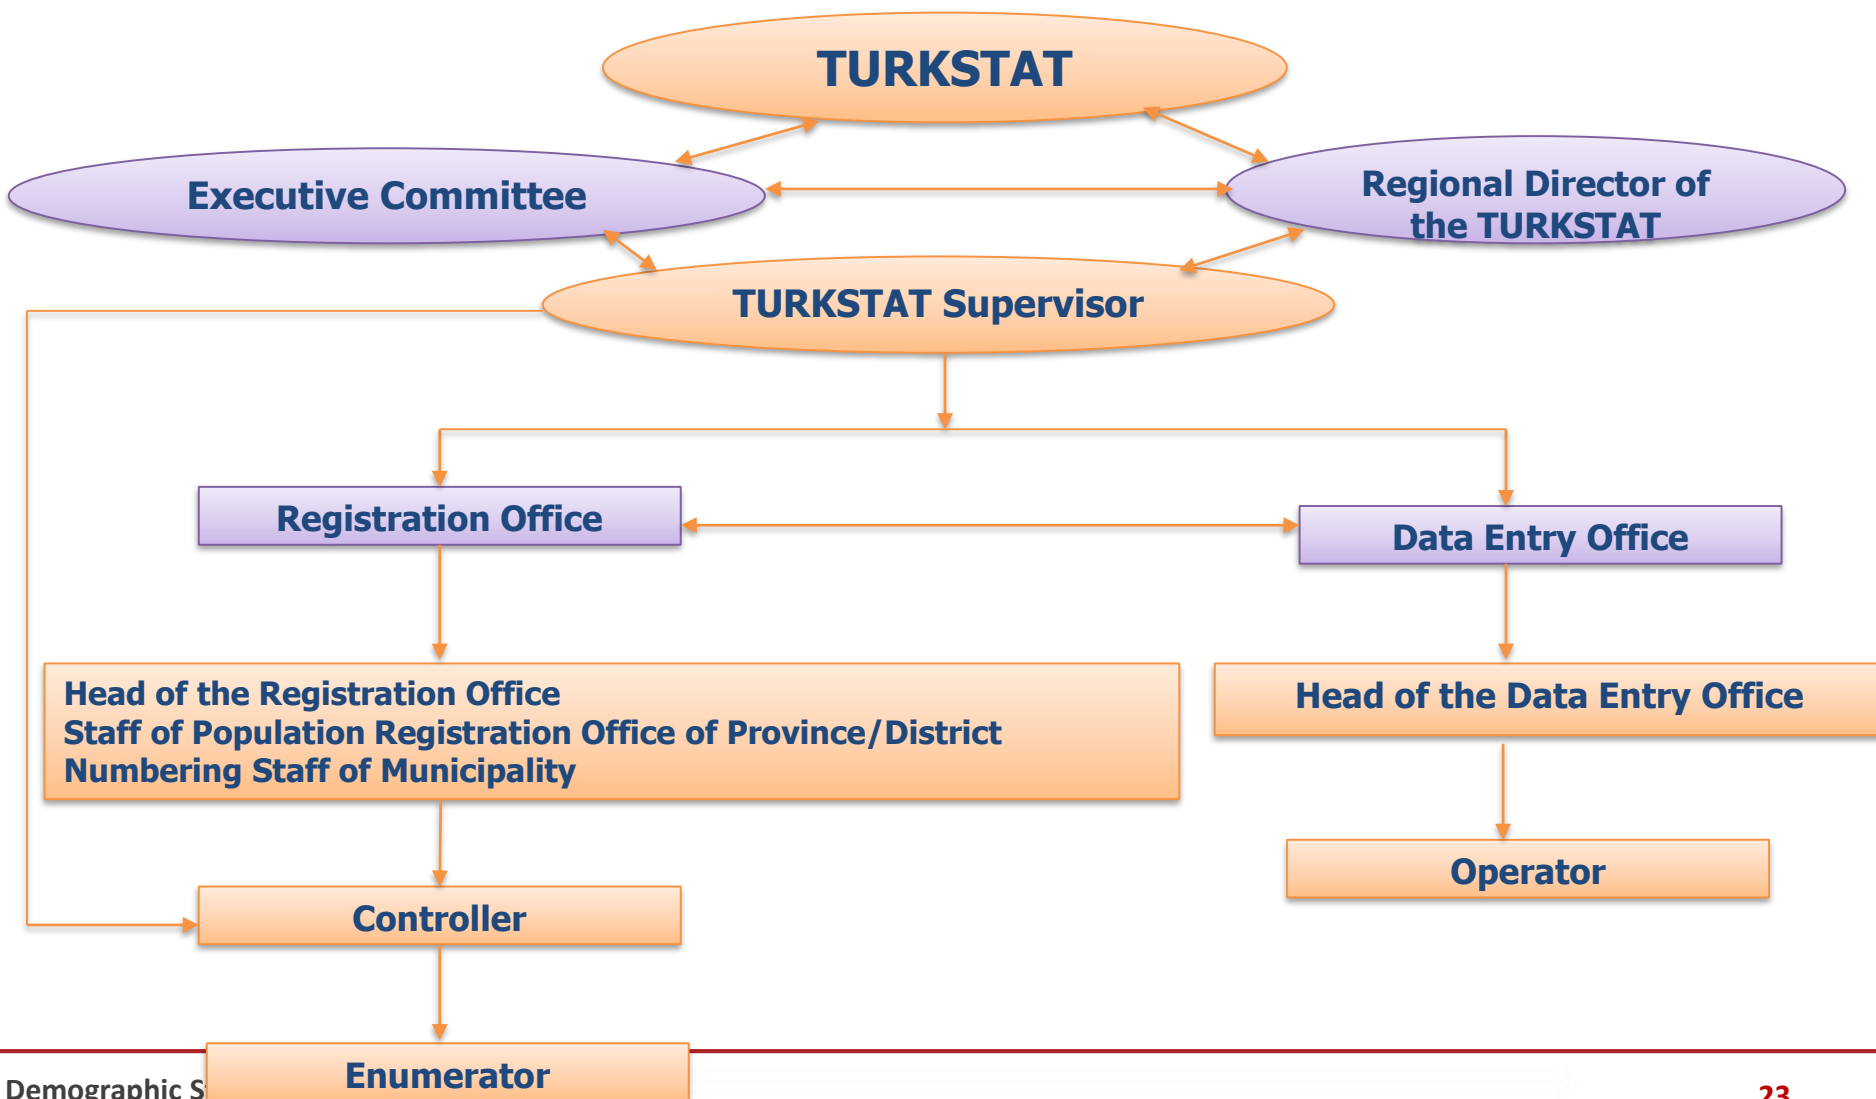 TURKSTAT
Executive Committee
Regional Director of
the TURKSTAT
TURKSTAT Supervisor
Registration Office
Data Entry Office
Head of the Registration Office
Staff of Population Registration Office of Province/District
Numbering Staff of Municipality
Head of the Data Entry Office
Operator
Controller
Enumerator
Demographic
23